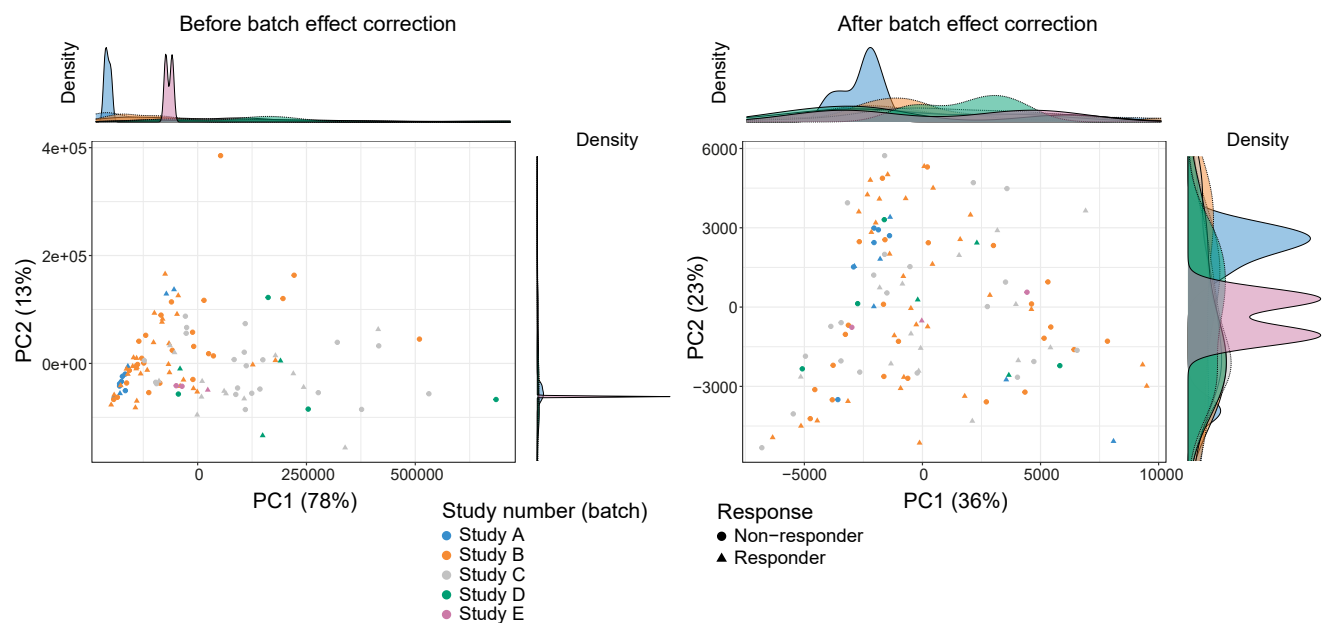 Before batch effect correction
Density
Density
4e+05
2e+05
0e+00
PC2 (13%)
0
250000
500000
PC1 (78%)
After batch effect correction
Density
Density
6000
3000
0
−3000
PC2 (23%)
−5000
0
5000
10000
PC1 (36%)
Study number (batch)
Study A
Study B
Study C
Study D
Study E
Response
Non−responder
Responder